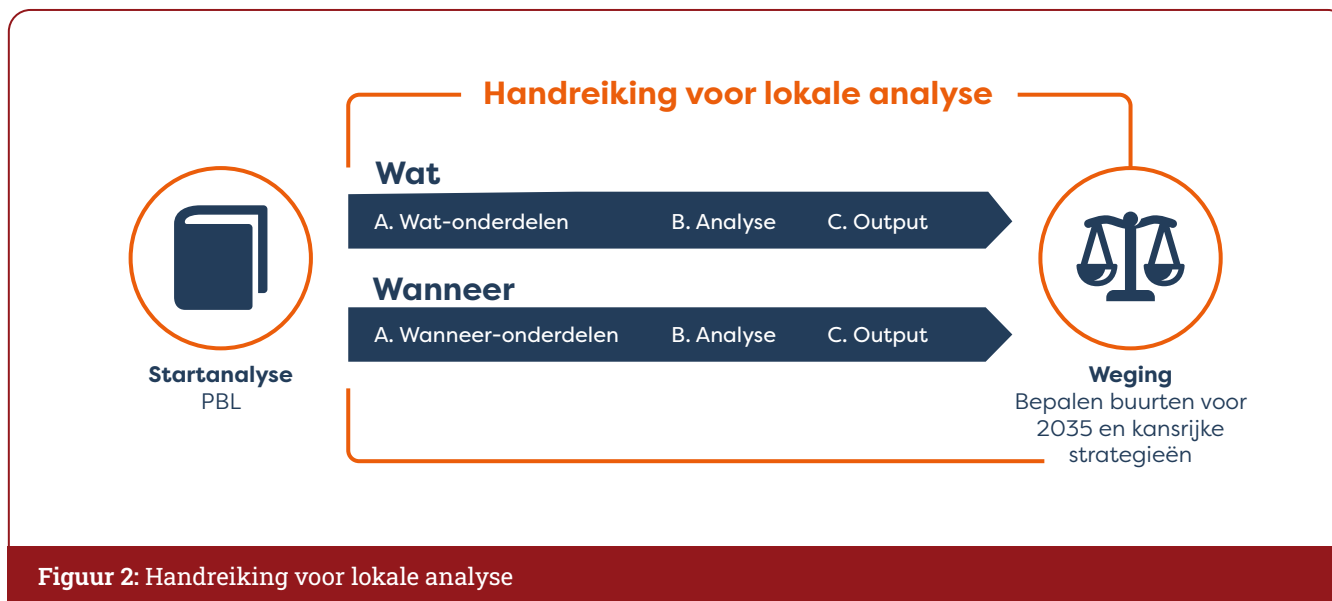 Handreiking voor lokale analyse
Wat
A. Wat-onderdelen B. Analyse C. Output
Wanneer
A. Wanneer-onderdelen B. Analyse C. Output
Startanalyse
PBL
Weging
Bepalen buurten voor
2035 en kansrijke
strategieën
Figuur 2: Handreiking voor lokale analyse